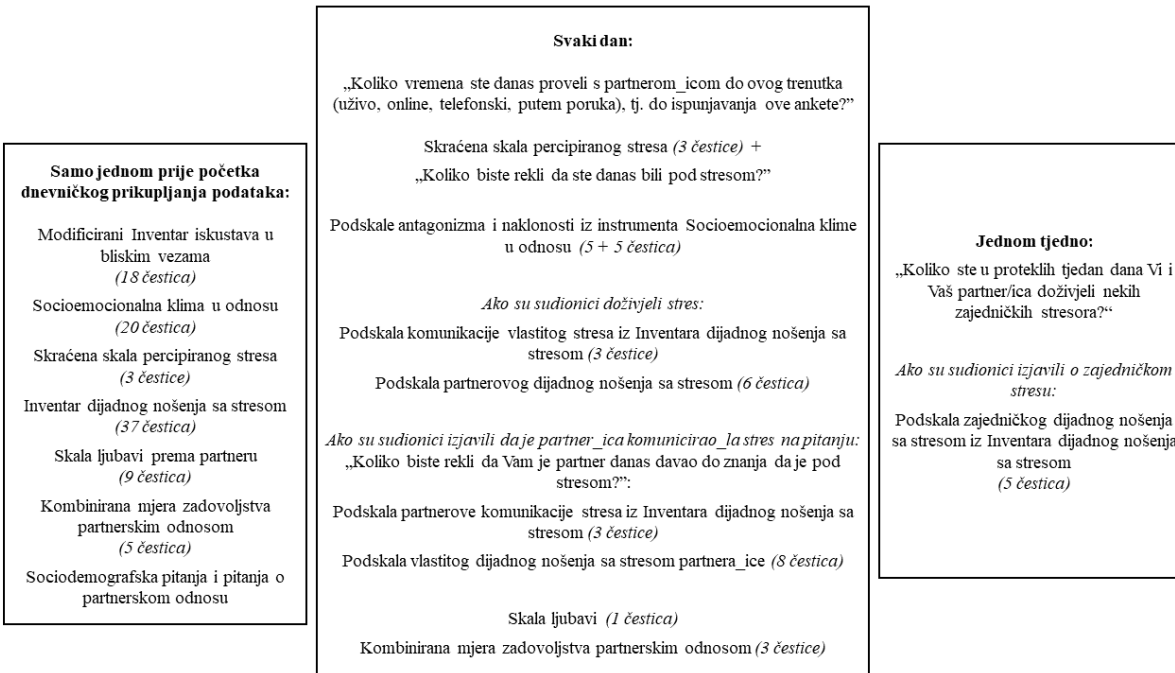 Samo jednom prije početka
dnevničkog prikupljanja podataka:
Modificirani Inventar iskustava u
bliskim vezama
(18 čestica)
Socioemocionalna klima u odnosu
(20 čestica)
Skraćena skala percipiranog stresa
(3 čestice)
Inventar dijadnog nošenja sa stresom
(37 čestica)
Skala ljubavi prema partneru
(9 čestica)
Kombinirana mjera zadovoljstva
partnerskim odnosom
(5 čestica)
Sociodemografska pitanja i pitanja o
partnerskom odnosu
Svaki dan:
„Koliko vremena ste danas proveli s partnerom_icom do ovog trenutka
(uživo, online, telefonski, putem poruka), tj. do ispunjavanja ove ankete?”
Skraćena skala percipiranog stresa (3 čestice) +
„Koliko biste rekli da ste danas bili pod stresom?”
Podskale antagonizma i naklonosti iz instrumenta Socioemocionalna klime
u odnosu (5 + 5 čestica)
Ako su sudionici doživjeli stres:
Podskala komunikacije vlastitog stresa iz Inventara dijadnog nošenja sa
stresom (3 čestice)
Podskala partnerovog dijadnog nošenja sa stresom (6 čestica)
Ako su sudionici izjavili da je partner_ica komunicirao_la stres na pitanju:
„Koliko biste rekli da Vam je partner danas davao do znanja da je pod
stresom?”:
Podskala partnerove komunikacije stresa iz Inventara dijadnog nošenja sa
stresom (3 čestice)
Podskala vlastitog dijadnog nošenja sa stresom partnera_ice (8 čestica)
Skala ljubavi (1 čestica)
Kombinirana mjera zadovoljstva partnerskim odnosom (3 čestice)
Jednom tjedno:
„Koliko ste u proteklih tjedan dana Vi i
Vaš partner/ica doživjeli nekih
zajedničkih stresora?“
Ako su sudionici izjavili o zajedničkom
stresu:
Podskala zajedničkog dijadnog nošenja
sa stresom iz Inventara dijadnog nošenja
sa stresom
(5 čestica)